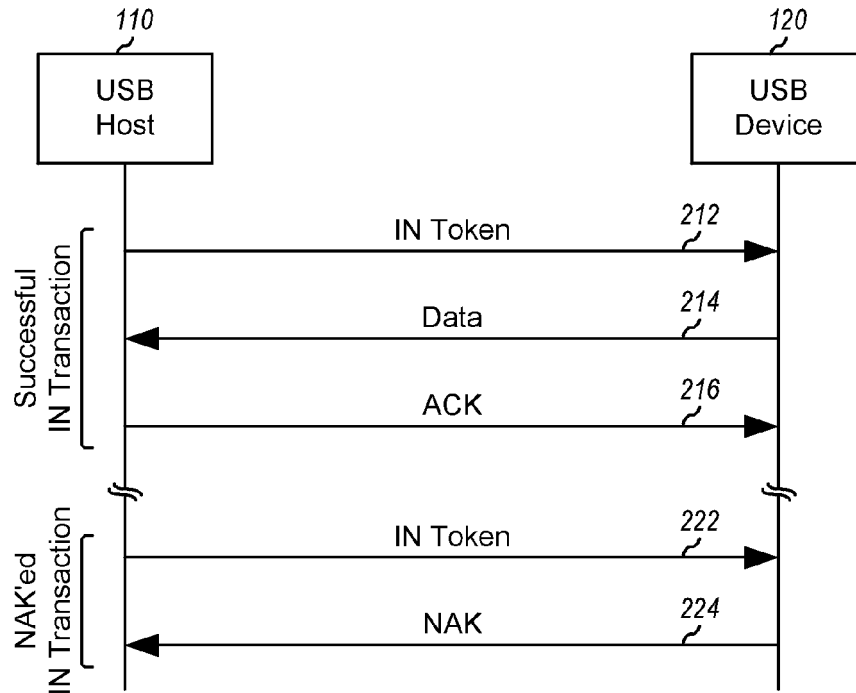 110
120
USB
Host
USB
Device
IN Token
212
Data
214
ACK
216
Successful
IN Transaction
IN Token
222
NAK
224
NAK'ed
IN Transaction